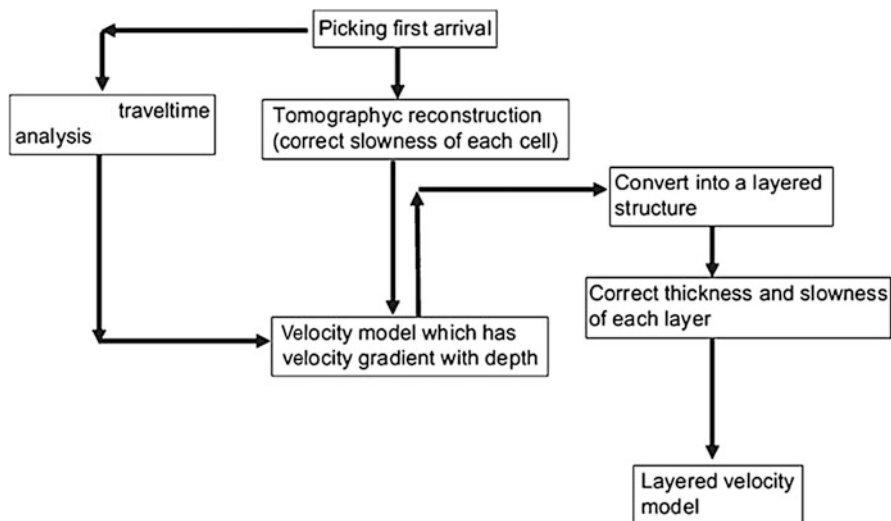 Picking first arrival
traveltime
analysis
Tomographyc reconstruction
(correct slowness of each cell)
Convert into a layered
structure
Correct thickness and slowness
of each layer
Velocity model which has
velocity gradient with depth
Layered velocity
model